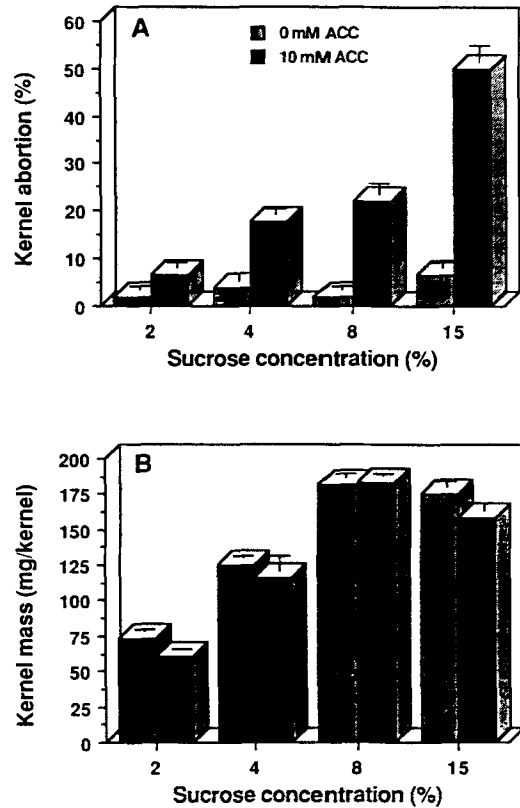 A
0 mM ACC
10 mM ACC
Kernel abortion (%)
60
50
40
30
20
10
0
2 4 8 15
Sucrose concentration (%)
B
Kernel mass (mg/kernel)
200
175
150
125
100
75
50
25
0
2 4 8 15
Sucrose concentration (%)